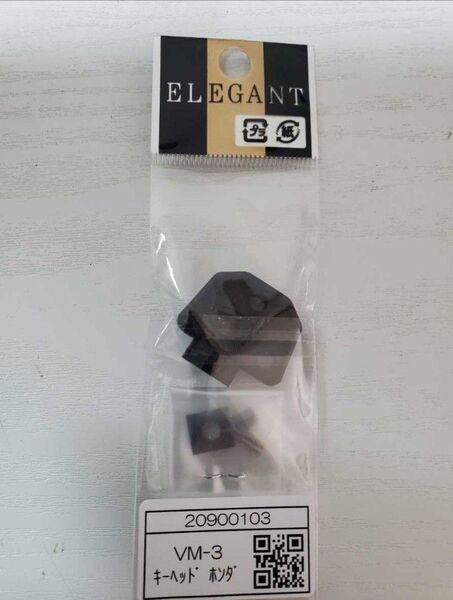 ELEGANT
プラ 紙
20900103
VM-3
ｷｰﾍｯﾄﾞ ﾎﾝﾀﾞ